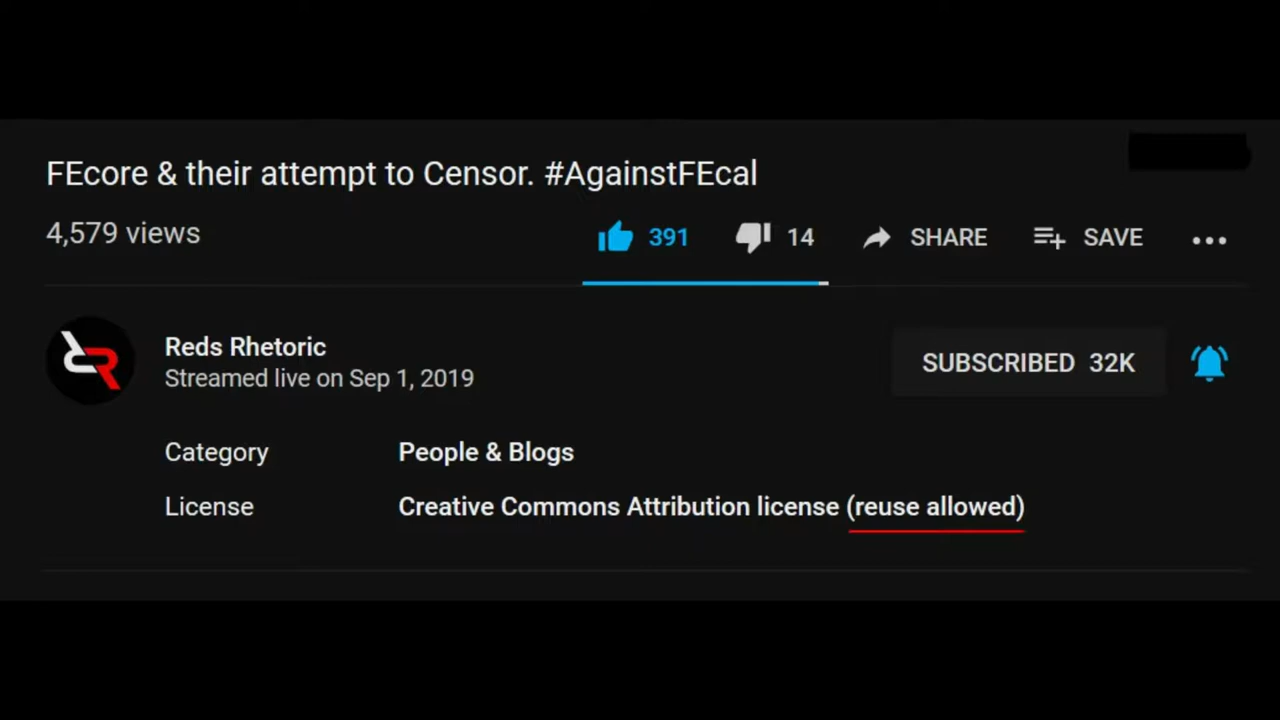 FEcore & their attempt to Censor. #AgainstFEcal
4,579 views
391 14 SHARE SAVE
Reds Rhetoric
Streamed live on Sep 1, 2019
SUBSCRIBED 32K
Category People & Blogs
License Creative Commons Attribution license (reuse allowed)